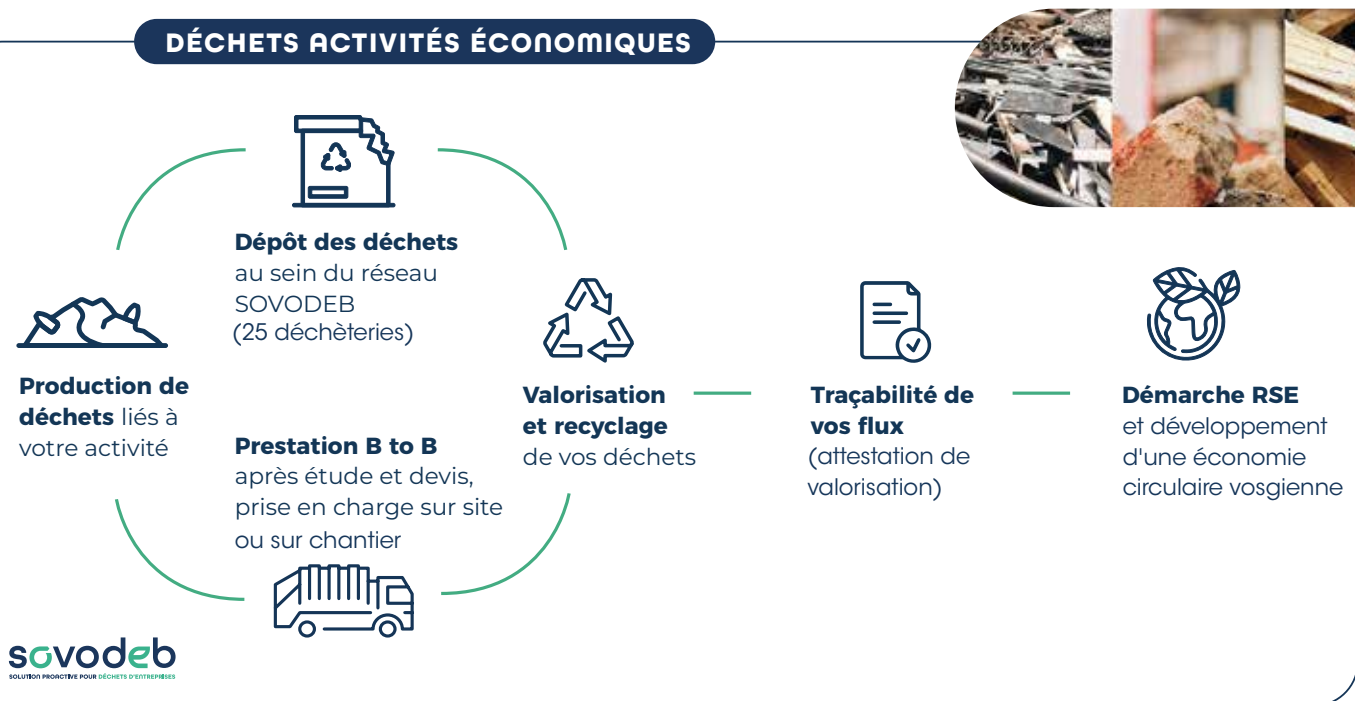 DÉCHETS ACTIVITÉS ÉCONOMIQUES
Dépôt des déchets
au sein du réseau
SOVODEB
(25 déchèteries)
Production de
déchets liés à
votre activité
Prestation B to B
après étude et devis,
prise en charge sur site
ou sur chantier
Valorisation
et recyclage
de vos déchets
Traçabilité de
vos flux
(attestation de
valorisation)
Démarche RSE
et développement
d'une économie
circulaire vosgienne
sovodeb
SOLUTION PROACTIVE POUR DÉCHETS D'ENTREPRISES